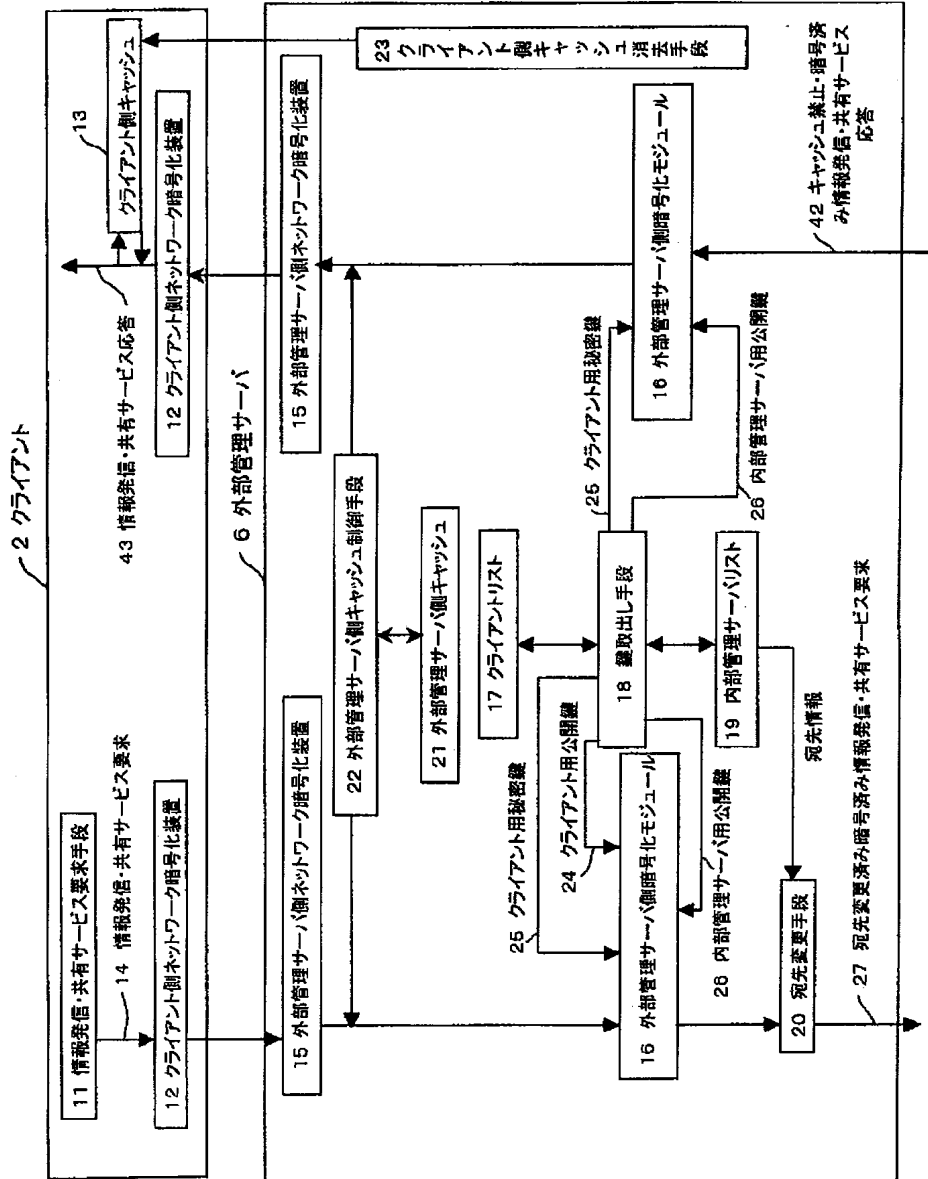 2 クライアント
11 情報発信・共有サービス要求手段
14 情報発信・共有サービス要求
12 クライアント側ネットワーク暗号化装置
43 情報発信・共有サービス応答
12 クライアント側ネットワーク暗号化装置
13
クライアント側キャッシュ
6 外部管理サーバ
15 外部管理サーバ側ネットワーク暗号化装置
15 外部管理サーバ側ネットワーク暗号化装置
23 クライアント側キャッシュ消去手段
22 外部管理サーバ側キャッシュ制御手段
21 外部管理サーバ側キャッシュ
17 クライアントリスト
18 鍵取出し手段
19 内部管理サーバリスト
25 クライアント用秘密鍵
24 クライアント用公開鍵
26 内部管理サーバ用公開鍵
16 外部管理サーバ側暗号化モジュール
25 クライアント用秘密鍵
26 内部管理サーバ用公開鍵
16 外部管理サーバ側暗号化モジュール
宛先情報
20 宛先変更手段
27 宛先変更済み暗号済み情報発信・共有サービス要求
42 キャッシュ禁止・暗号済
み情報発信・共有サービス
応答